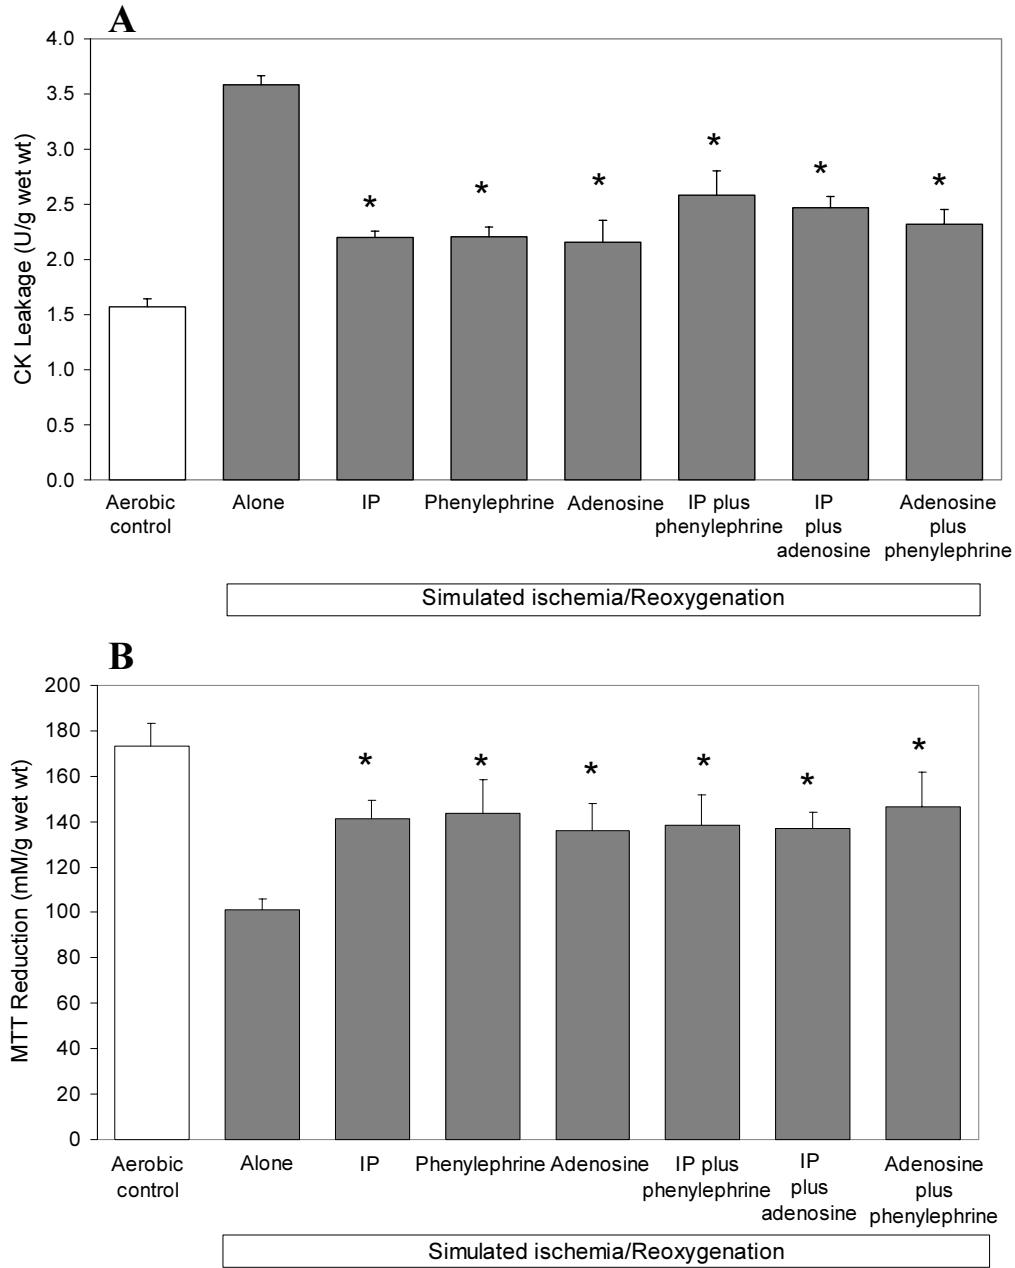 A
CK Leakage (U/g wet wt)
4.0
3.5
3.0
2.5
2.0
1.5
1.0
0.5
0.0
*
*
*
*
*
*
Aerobic
control
Alone
IP
Phenylephrine
Adenosine
IP plus
phenylephrine
IP
plus
adenosine
Adenosine
plus
phenylephrine
Simulated ischemia/Reoxygenation
B
MTT Reduction (mM/g wet wt)
200
180
160
140
120
100
80
60
40
20
0
*
*
*
*
*
*
Aerobic
control
Alone
IP
Phenylephrine
Adenosine
IP plus
phenylephrine
IP
plus
adenosine
Adenosine
plus
phenylephrine
Simulated ischemia/Reoxygenation